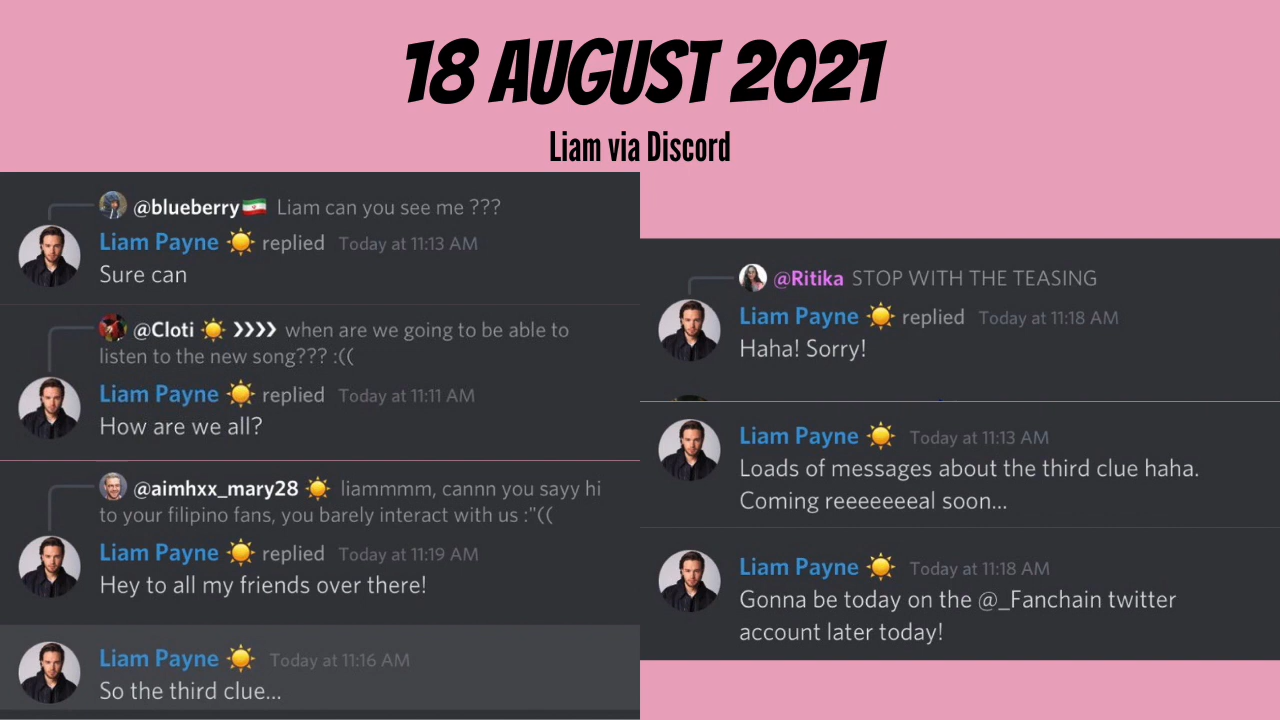 18 AUGUST 2021
Liam via Discord
@blueberry🇮🇷 Liam can you see me ???
Liam Payne ☀️ replied Today at 11:13 AM
Sure can
@Cloti ☀️ ❯❯❯❯ when are we going to be able to
listen to the new song??? :((
Liam Payne ☀️ replied Today at 11:11 AM
How are we all?
@aimhxx_mary28 ☀️ liammmm, cannn you sayy hi
to your filipino fans, you barely interact with us :"((
Liam Payne ☀️ replied Today at 11:19 AM
Hey to all my friends over there!
Liam Payne ☀️ Today at 11:16 AM
So the third clue...
@Ritika STOP WITH THE TEASING
Liam Payne ☀️ replied Today at 11:18 AM
Haha! Sorry!
Liam Payne ☀️ Today at 11:13 AM
Loads of messages about the third clue haha.
Coming reeeeeeeal soon...
Liam Payne ☀️ Today at 11:18 AM
Gonna be today on the @_Fanchain twitter
account later today!